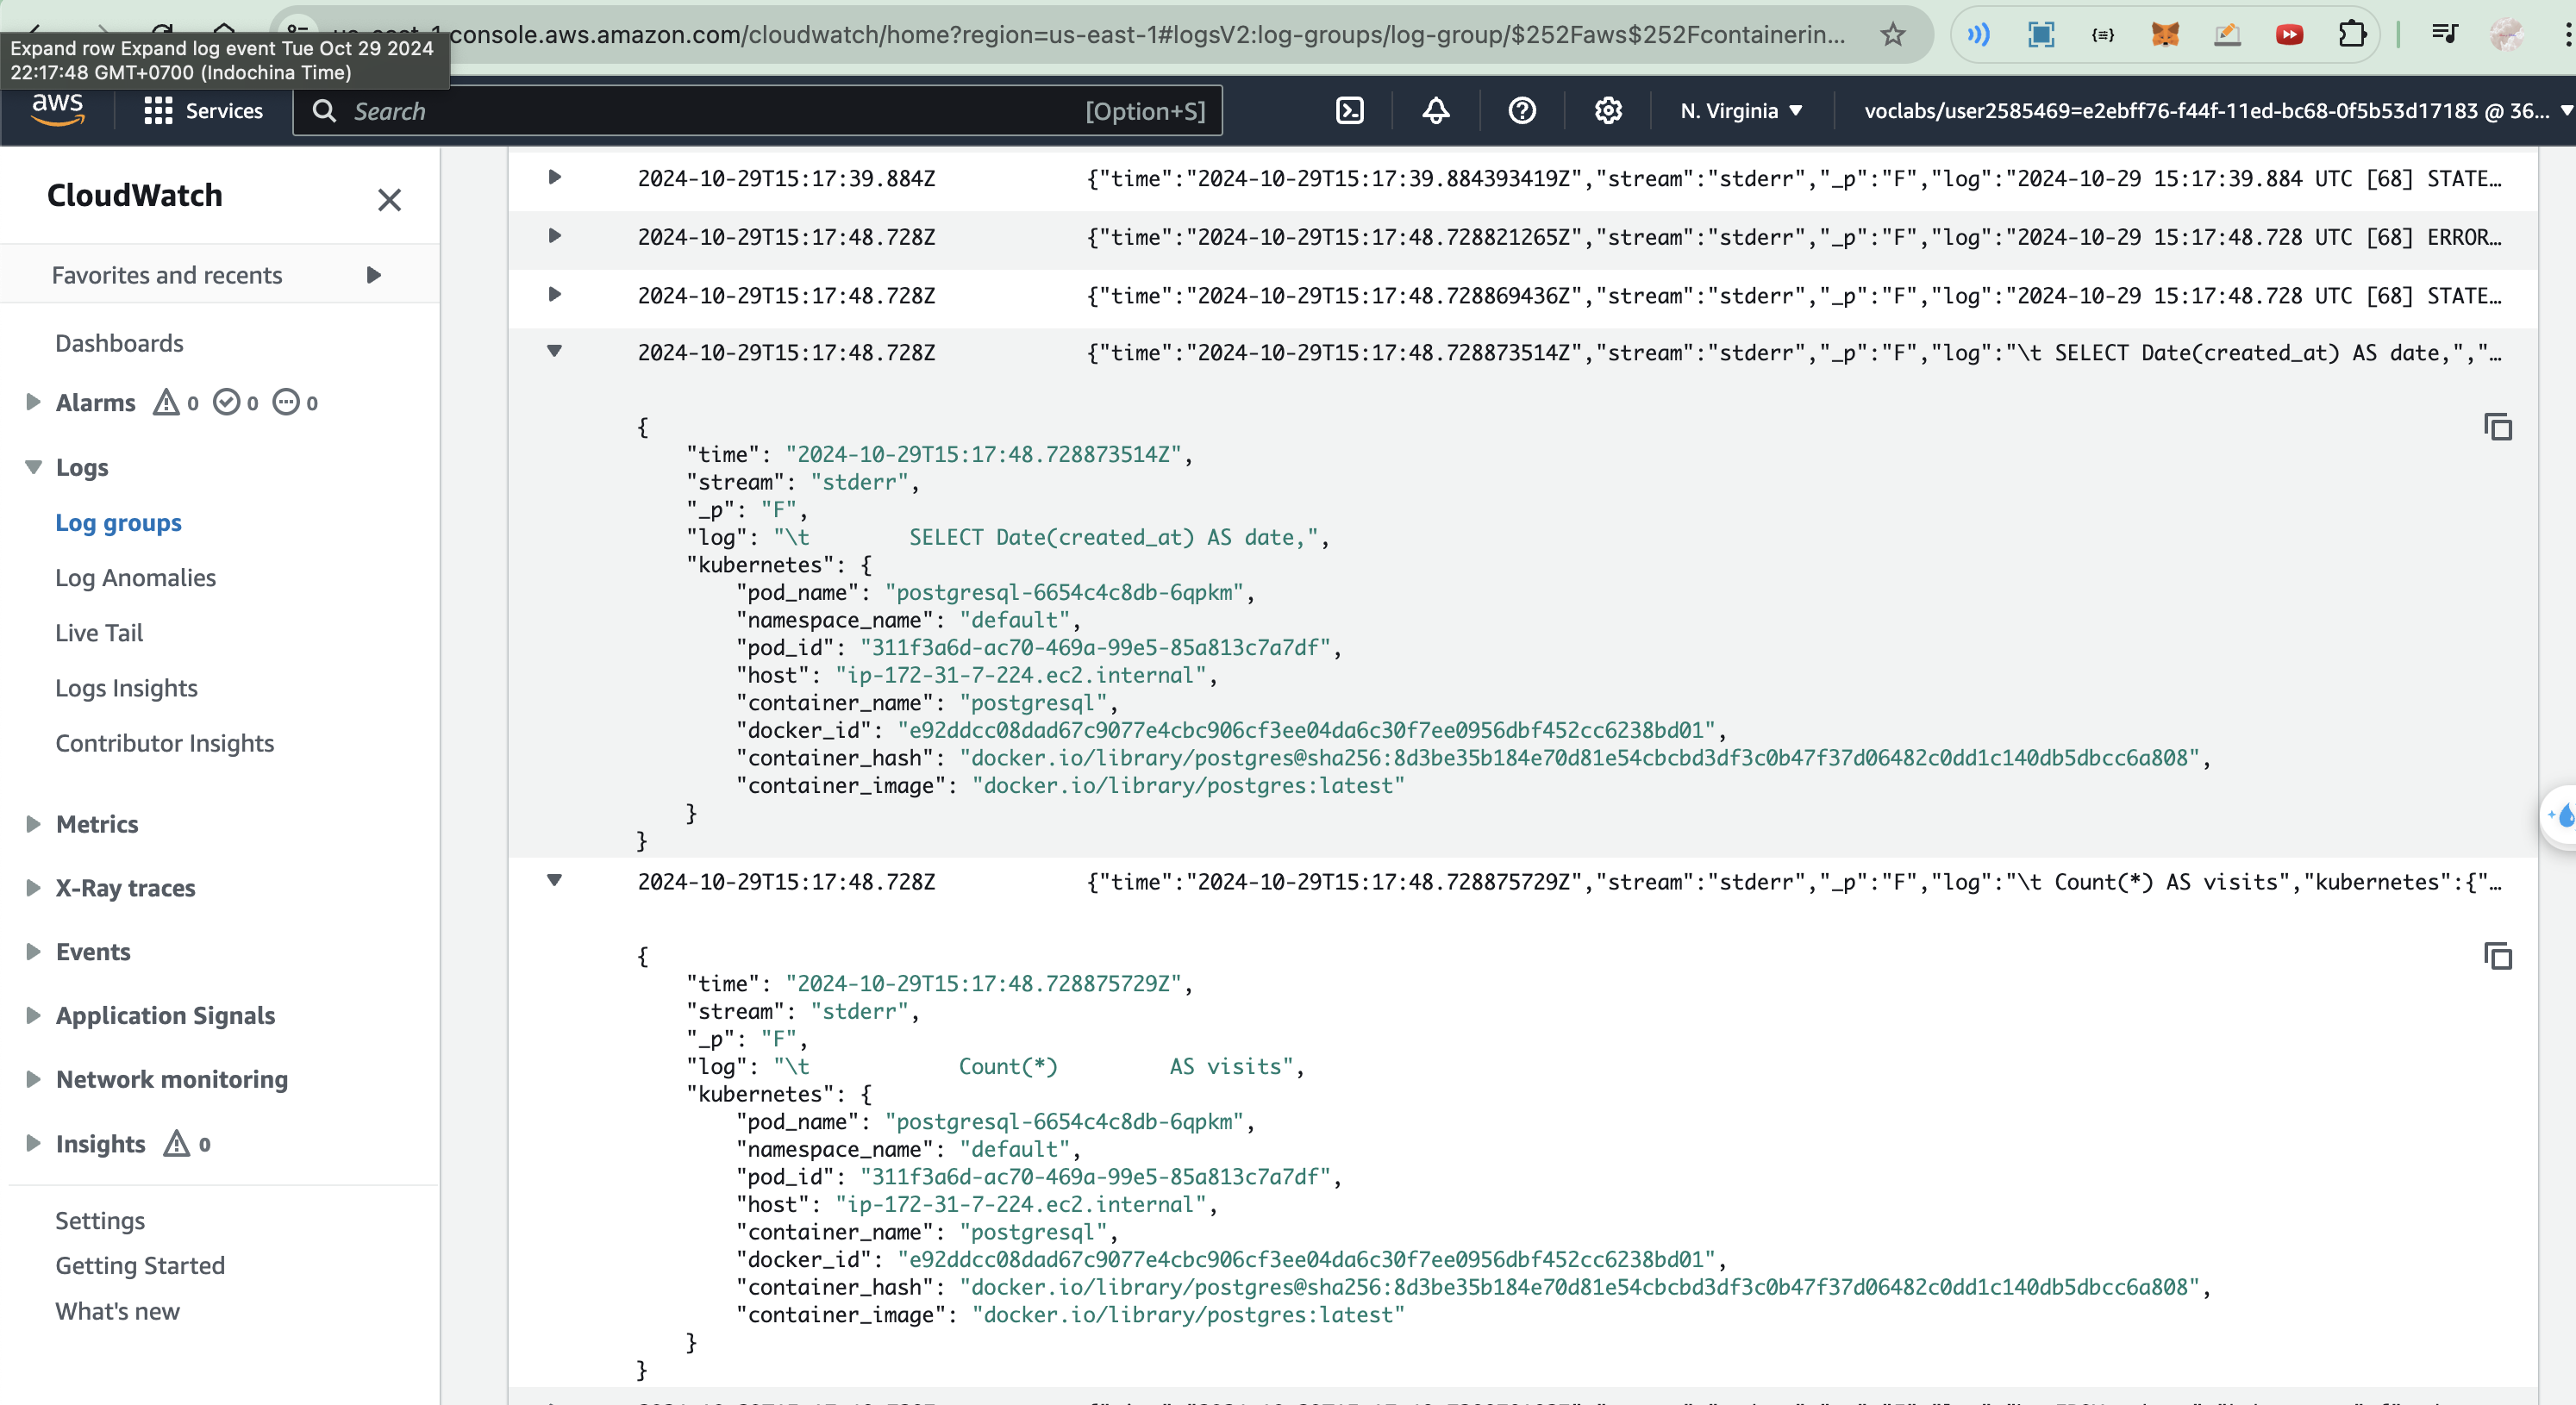 Expand row Expand log event Tue Oct 29 2024
22:17:48 GMT+0700 (Indochina Time)
console.aws.amazon.com/cloudwatch/home?region=us-east-1#logsV2:log-groups/log-group/$252Faws$252Fcontainerin...
aws
Services
Search
[Option+S]
N. Virginia
voclabs/user2585469=e2ebff76-f44f-11ed-bc68-0f5b53d17183 @ 36...
CloudWatch
Favorites and recents
Dashboards
Alarms 0 0 0
Logs
Log groups
Log Anomalies
Live Tail
Logs Insights
Contributor Insights
Metrics
X-Ray traces
Events
Application Signals
Network monitoring
Insights 0
Settings
Getting Started
What's new
2024-10-29T15:17:39.884Z {"time":"2024-10-29T15:17:39.884393419Z","stream":"stderr","_p":"F","log":"2024-10-29 15:17:39.884 UTC [68] STATE...
2024-10-29T15:17:48.728Z {"time":"2024-10-29T15:17:48.728821265Z","stream":"stderr","_p":"F","log":"2024-10-29 15:17:48.728 UTC [68] ERROR...
2024-10-29T15:17:48.728Z {"time":"2024-10-29T15:17:48.728869436Z","stream":"stderr","_p":"F","log":"2024-10-29 15:17:48.728 UTC [68] STATE...
2024-10-29T15:17:48.728Z {"time":"2024-10-29T15:17:48.728873514Z","stream":"stderr","_p":"F","log":"\t SELECT Date(created_at) AS date,","...
{
"time": "2024-10-29T15:17:48.728873514Z",
"stream": "stderr",
"_p": "F",
"log": "\t        SELECT Date(created_at) AS date,",
"kubernetes": {
"pod_name": "postgresql-6654c4c8db-6qpkm",
"namespace_name": "default",
"pod_id": "311f3a6d-ac70-469a-99e5-85a813c7a7df",
"host": "ip-172-31-7-224.ec2.internal",
"container_name": "postgresql",
"docker_id": "e92ddcc08dad67c9077e4cbc906cf3ee04da6c30f7ee0956dbf452cc6238bd01",
"container_hash": "docker.io/library/postgres@sha256:8d3be35b184e70d81e54cbcbd3df3c0b47f37d06482c0dd1c140db5dbcc6a808",
"container_image": "docker.io/library/postgres:latest"
}
}
2024-10-29T15:17:48.728Z {"time":"2024-10-29T15:17:48.728875729Z","stream":"stderr","_p":"F","log":"\t Count(*) AS visits","kubernetes":{"...
{
"time": "2024-10-29T15:17:48.728875729Z",
"stream": "stderr",
"_p": "F",
"log": "\t            Count(*)         AS visits",
"kubernetes": {
"pod_name": "postgresql-6654c4c8db-6qpkm",
"namespace_name": "default",
"pod_id": "311f3a6d-ac70-469a-99e5-85a813c7a7df",
"host": "ip-172-31-7-224.ec2.internal",
"container_name": "postgresql",
"docker_id": "e92ddcc08dad67c9077e4cbc906cf3ee04da6c30f7ee0956dbf452cc6238bd01",
"container_hash": "docker.io/library/postgres@sha256:8d3be35b184e70d81e54cbcbd3df3c0b47f37d06482c0dd1c140db5dbcc6a808",
"container_image": "docker.io/library/postgres:latest"
}
}